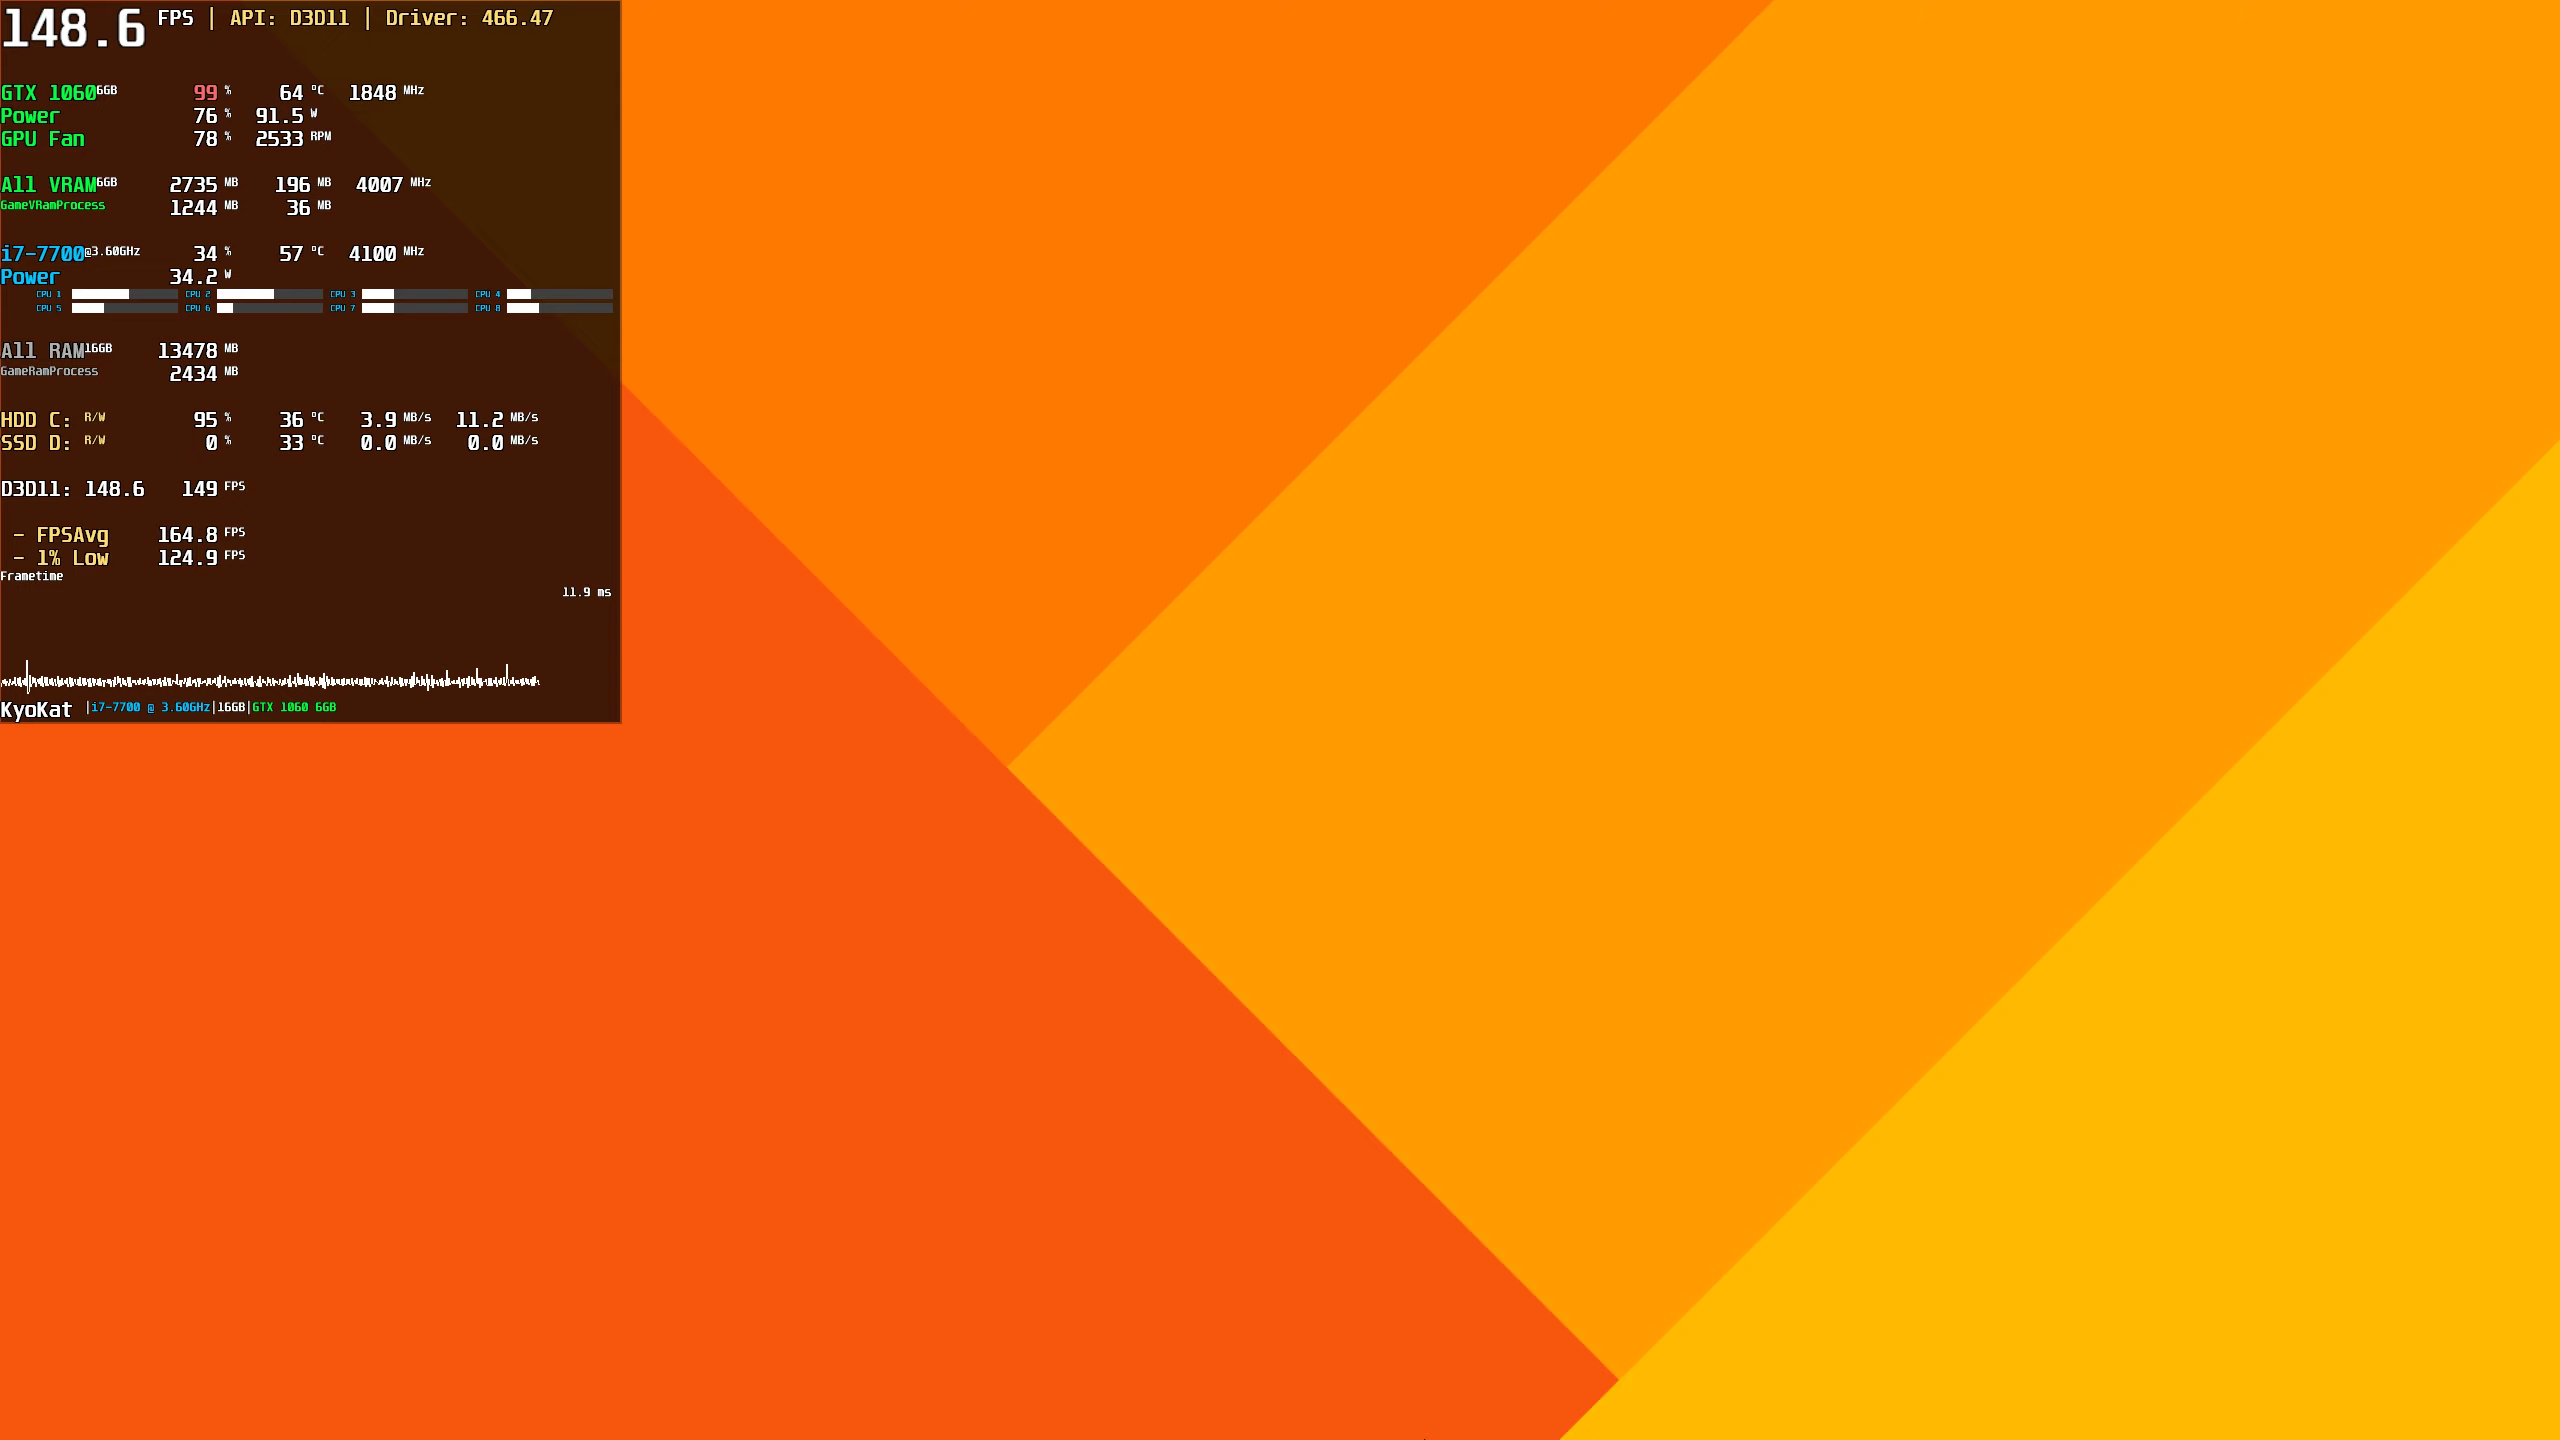 148.6 FPS | API: D3D11 | Driver: 466.47
GTX 1060 6GB 99 % 64 °C 1848 MHz
Power 76 % 91.5 W
GPU Fan 78 % 2533 RPM
All VRAM 6GB 2735 MB 196 MB 4007 MHz
GameVRamProcess 1244 MB 36 MB
i7-7700 @3.60GHz 34 % 57 °C 4100 MHz
Power 34.2 W
CPU 1 CPU 2 CPU 3 CPU 4
CPU 5 CPU 6 CPU 7 CPU 8
All RAM 16GB 13478 MB
GameRamProcess 2434 MB
HDD C: R/W 95 % 36 °C 3.9 MB/s 11.2 MB/s
SSD D: R/W 0 % 33 °C 0.0 MB/s 0.0 MB/s
D3D11: 148.6 149 FPS
- FPSAvg 164.8 FPS
- 1% Low 124.9 FPS
Frametime
11.9 ms
KyoKat |i7-7700 @ 3.60GHz|16GB|GTX 1060 6GB